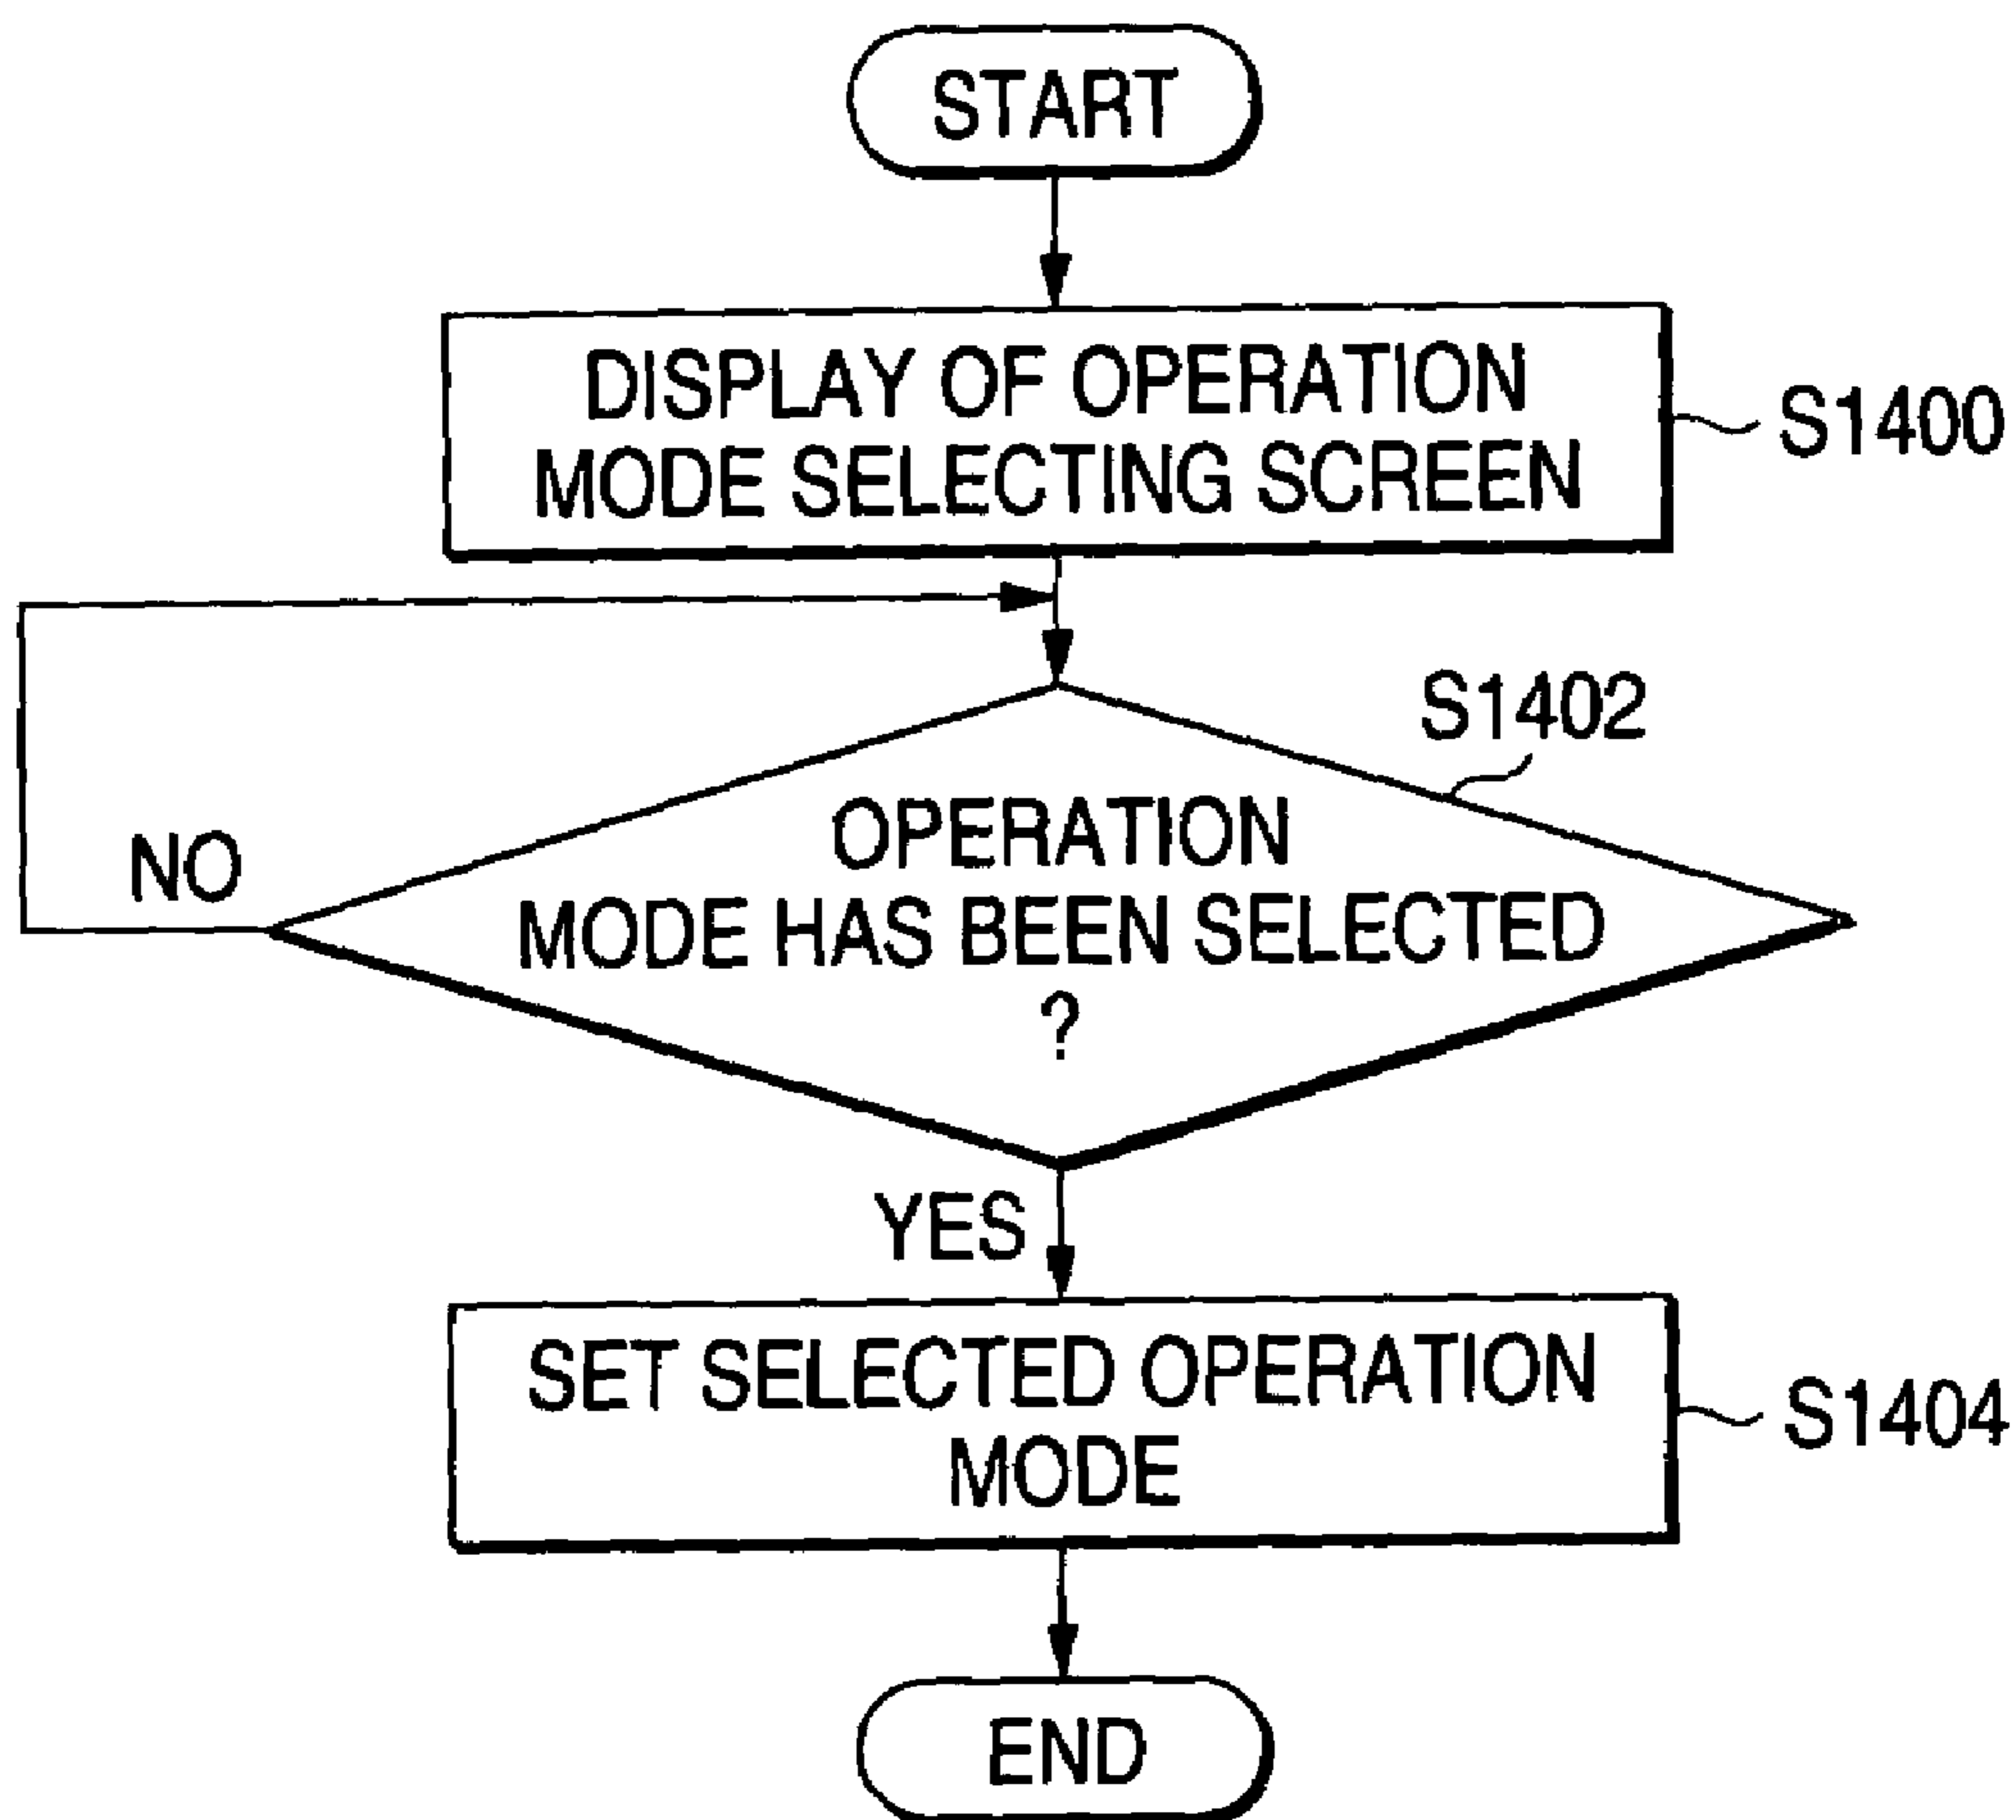 START
DISPLAY OF OPERATION
MODE SELECTING SCREEN
S1400
S1402
OPERATION
MODE HAS BEEN SELECTED
?
NO
YES
SET SELECTED OPERATION
MODE
S1404
END